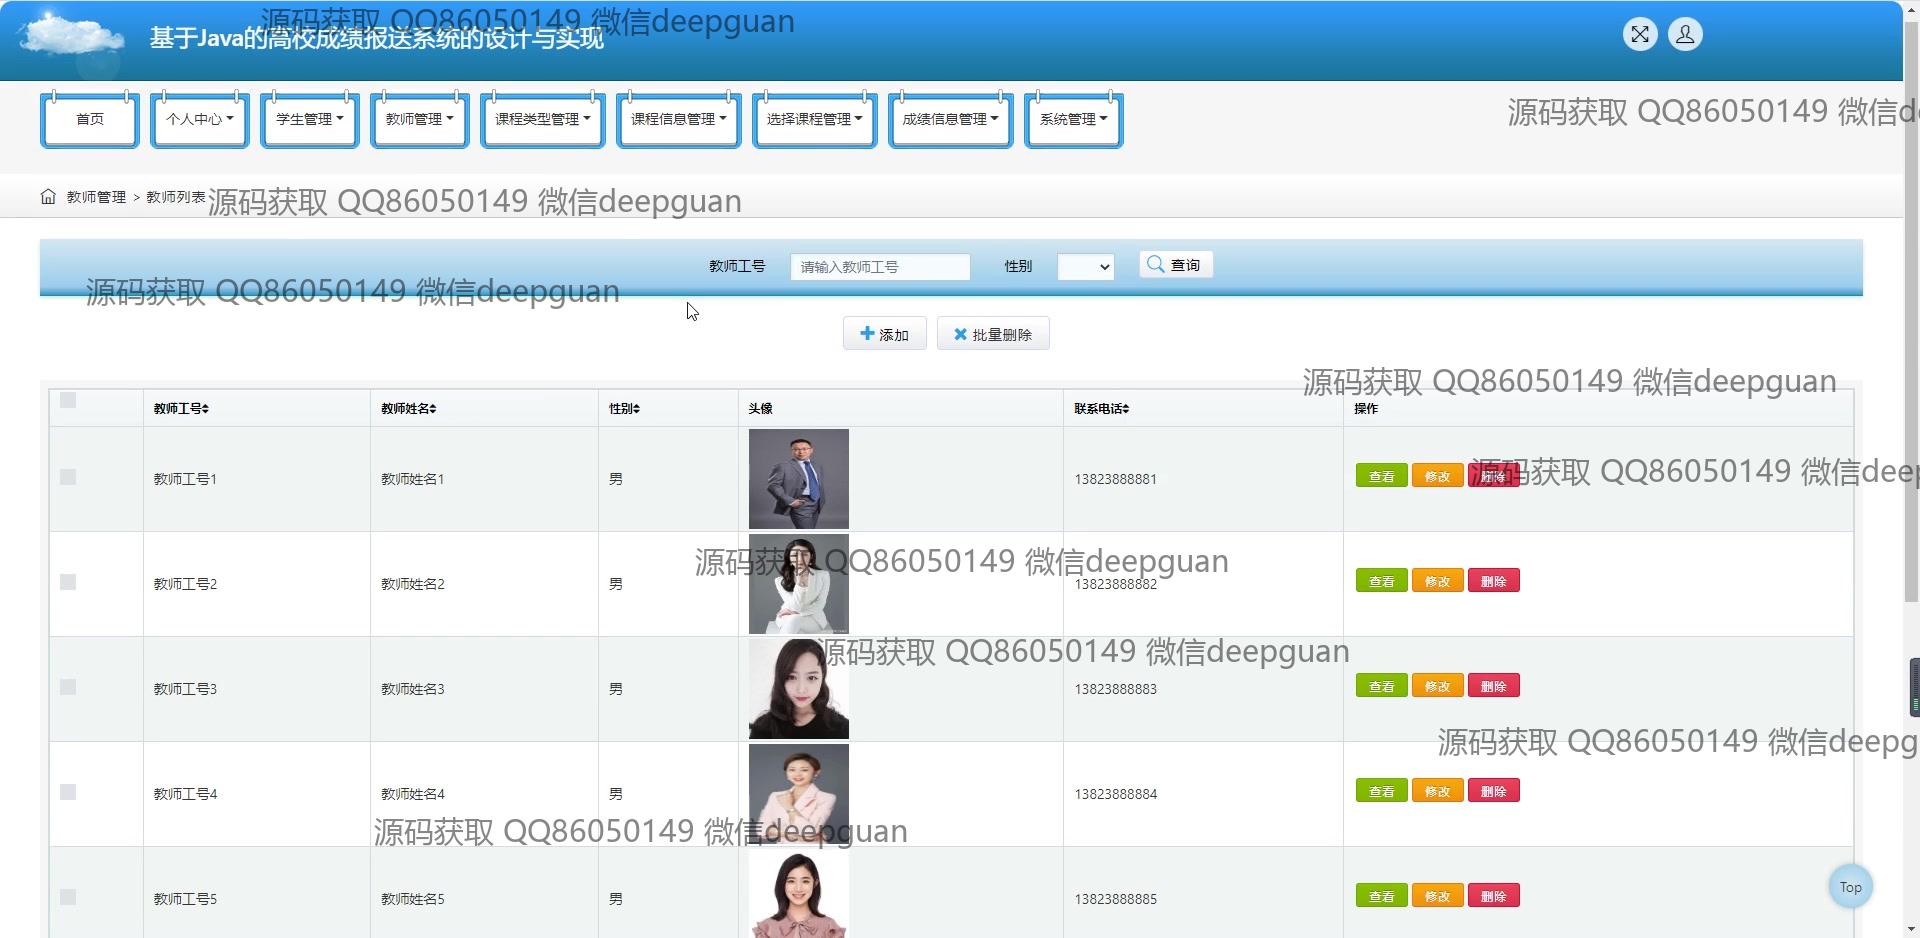 源码获取 QQ86050149 微信deepguan
基于Java的高校成绩报送系统的设计与实现
首页 个人中心 学生管理 教师管理 课程类型管理 课程信息管理 选择课程管理 成绩信息管理 系统管理
源码获取 QQ86050149 微信d
教师管理 > 教师列表
源码获取 QQ86050149 微信deepguan
教师工号 请输入教师工号 性别 查询
源码获取 QQ86050149 微信deepguan
添加 批量删除
源码获取 QQ86050149 微信deepguan
教师工号 教师姓名 性别 头像 联系电话 操作
教师工号1 教师姓名1 男 13823888881 查看 修改 删除
源码获取 QQ86050149 微信deep
源码获取 QQ86050149 微信deepguan
教师工号2 教师姓名2 男 13823888882 查看 修改 删除
源码获取 QQ86050149 微信deepguan
教师工号3 教师姓名3 男 13823888883 查看 修改 删除
源码获取 QQ86050149 微信deepg
教师工号4 教师姓名4 男 13823888884 查看 修改 删除
源码获取 QQ86050149 微信deepguan
教师工号5 教师姓名5 男 13823888885 查看 修改 删除
Top